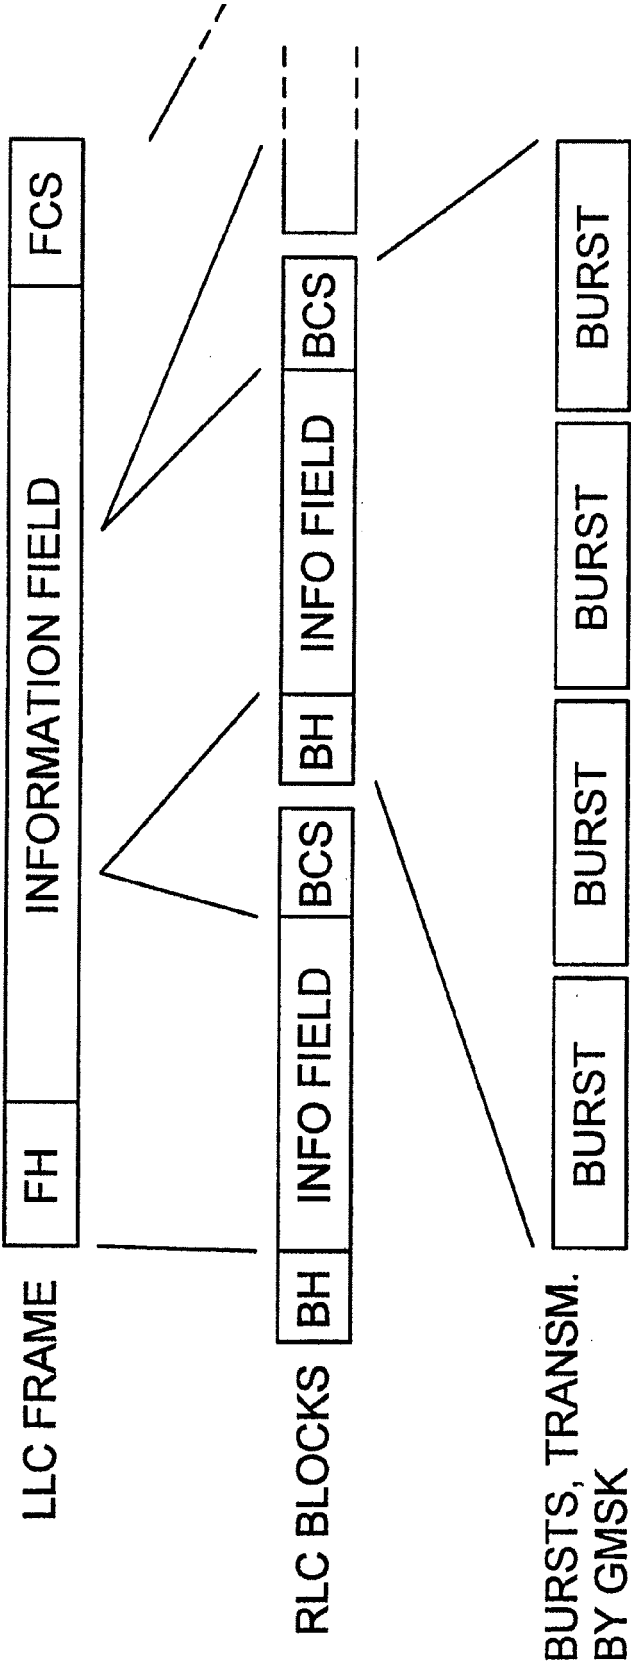 LLC FRAME FH INFORMATION FIELD FCS
RLC BLOCKS BH INFO FIELD BCS BH INFO FIELD BCS
BURSTS, TRANSM. BURST BURST BURST BURST
BY GMSK